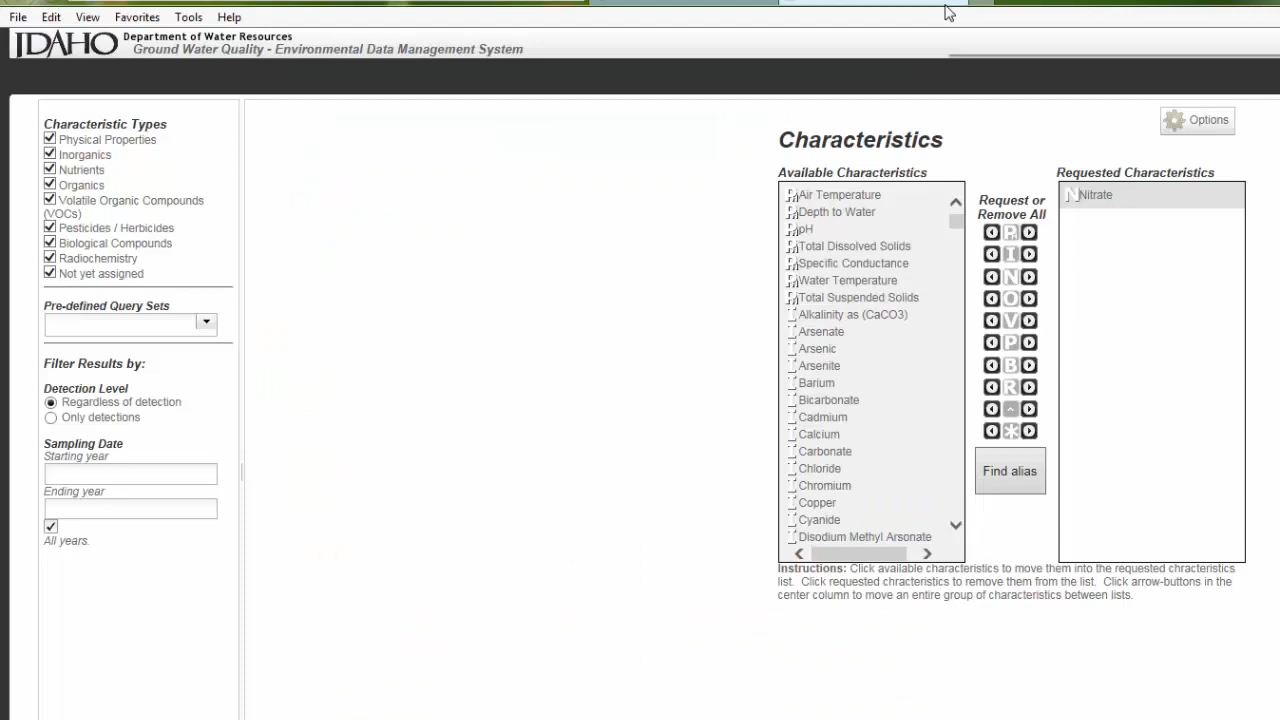 File Edit View Favorites Tools Help
IDAHO Department of Water Resources
Ground Water Quality - Environmental Data Management System
Characteristic Types
Physical Properties
Inorganics
Nutrients
Organics
Volatile Organic Compounds
(VOCs)
Pesticides / Herbicides
Biological Compounds
Radiochemistry
Not yet assigned
Pre-defined Query Sets
Filter Results by:
Detection Level
Regardless of detection
Only detections
Sampling Date
Starting year
Ending year
All years.
Options
Characteristics
Available Characteristics
Air Temperature
Depth to Water
pH
Total Dissolved Solids
Specific Conductance
Water Temperature
Total Suspended Solids
Alkalinity as (CaCO3)
Arsenate
Arsenic
Arsenite
Barium
Bicarbonate
Cadmium
Calcium
Carbonate
Chloride
Chromium
Copper
Cyanide
Disodium Methyl Arsonate
Request or
Remove All
P
I
N
O
V
P
B
R
^
*
Find alias
Requested Characteristics
N Nitrate
Instructions: Click available characteristics to move them into the requested chracteristics
list. Click requested chracteristics to remove them from the list. Click arrow-buttons in the
center column to move an entire group of characteristics between lists.